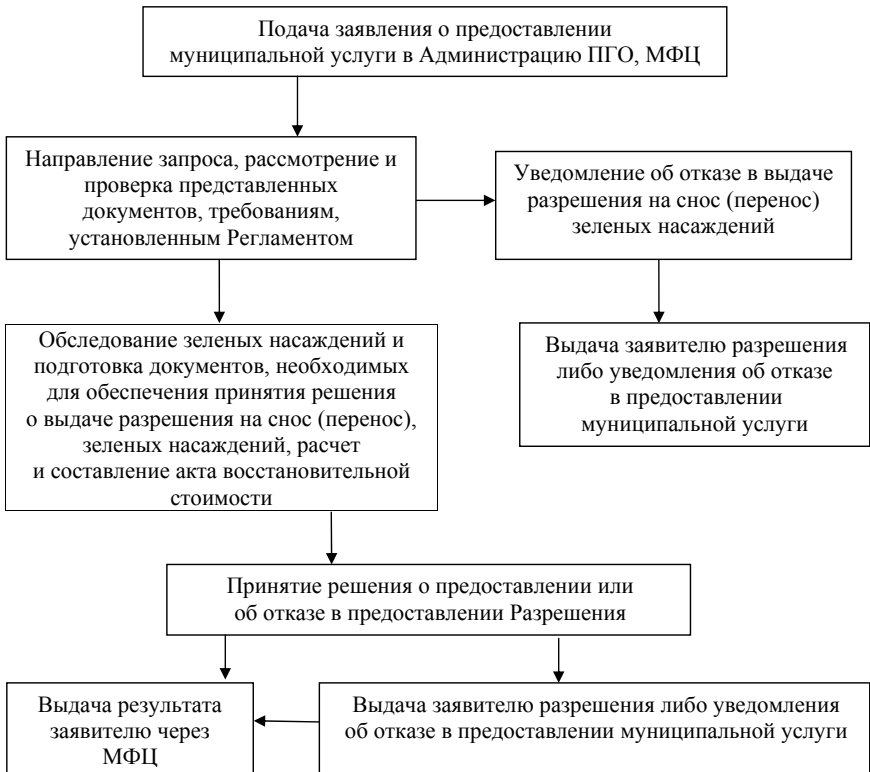 Подача заявления о предоставлении
муниципальной услуги в Администрацию ПГО, МФЦ
Направление запроса, рассмотрение и
проверка представленных
документов, требованиям,
установленным Регламентом
Уведомление об отказе в выдаче
разрешения на снос (перенос)
зеленых насаждений
Обследование зеленых насаждений и
подготовка документов, необходимых
для обеспечения принятия решения
о выдаче разрешения на снос (перенос),
зеленых насаждений, расчет
и составление акта восстановительной
стоимости
Выдача заявителю разрешения
либо уведомления об отказе
в предоставлении
муниципальной услуги
Принятие решения о предоставлении или
об отказе в предоставлении Разрешения
Выдача результата
заявителю через
МФЦ
Выдача заявителю разрешения либо уведомления
об отказе в предоставлении муниципальной услуги